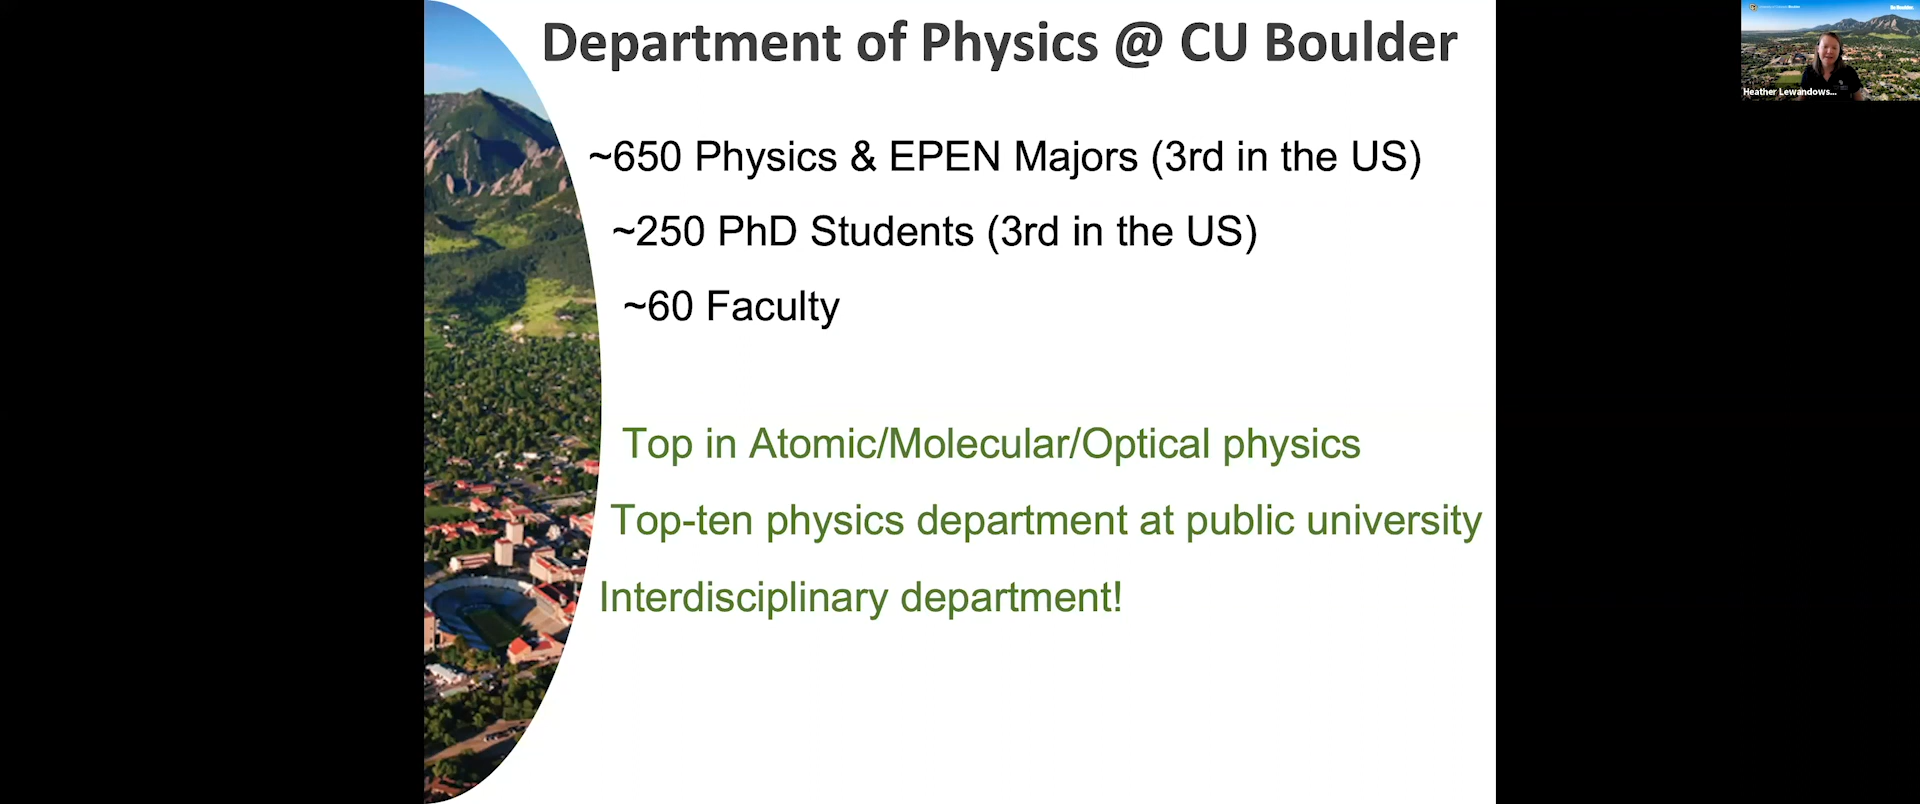 Department of Physics @ CU Boulder
~650 Physics & EPEN Majors (3rd in the US)
~250 PhD Students (3rd in the US)
~60 Faculty
Top in Atomic/Molecular/Optical physics
Top-ten physics department at public university
Interdisciplinary department!
Be Boulder.
Heather Lewandows...